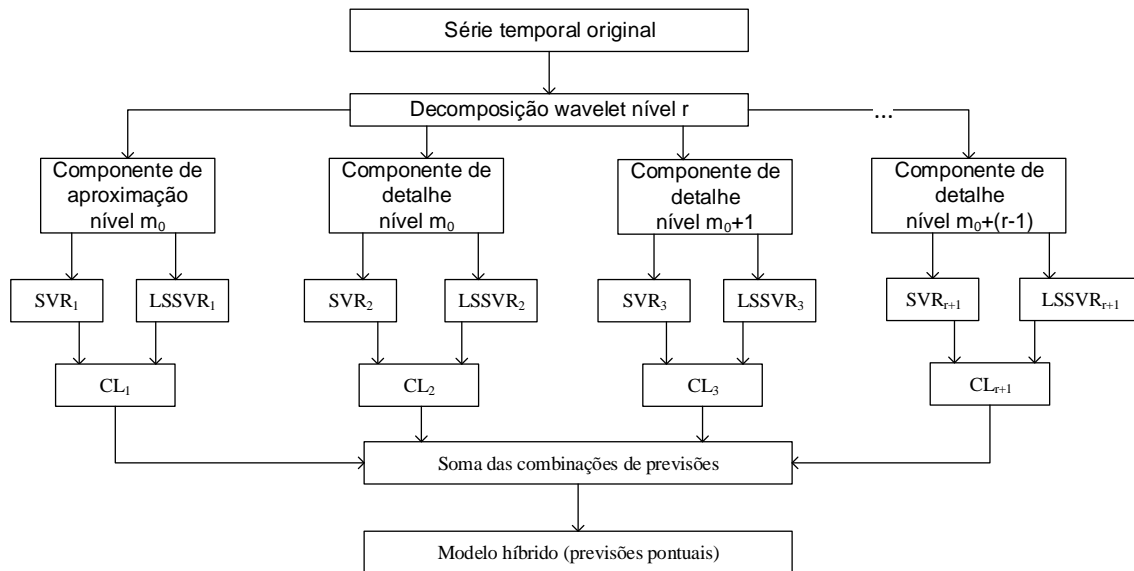 Série temporal original
Decomposição wavelet nível r
...
Componente de
aproximação
nível m₀
Componente de
detalhe
nível m₀
Componente de
detalhe
nível m₀+1
Componente de
detalhe
nível m₀+(r-1)
SVR₁
LSSVR₁
SVR₂
LSSVR₂
SVR₃
LSSVR₃
SVRᵣ₊₁
LSSVRᵣ₊₁
CL₁
CL₂
CL₃
CLᵣ₊₁
Soma das combinações de previsões
Modelo híbrido (previsões pontuais)